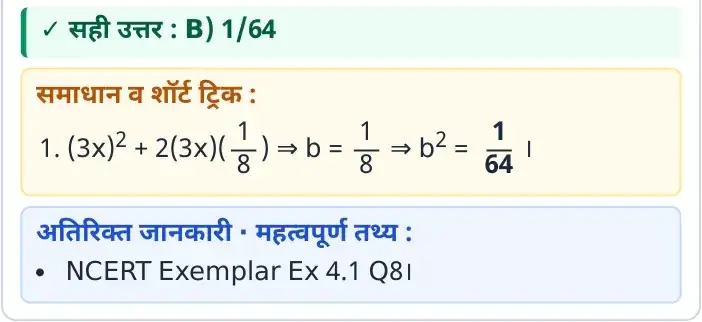 ✓ सही उत्तर : B) 1/64
समाधान व शॉर्ट ट्रिक :
1. (3x)² + 2(3x)(1/8) ⇒ b = 1/8 ⇒ b² = 1/64 ।
अतिरिक्त जानकारी · महत्वपूर्ण तथ्य :
• NCERT Exemplar Ex 4.1 Q8।